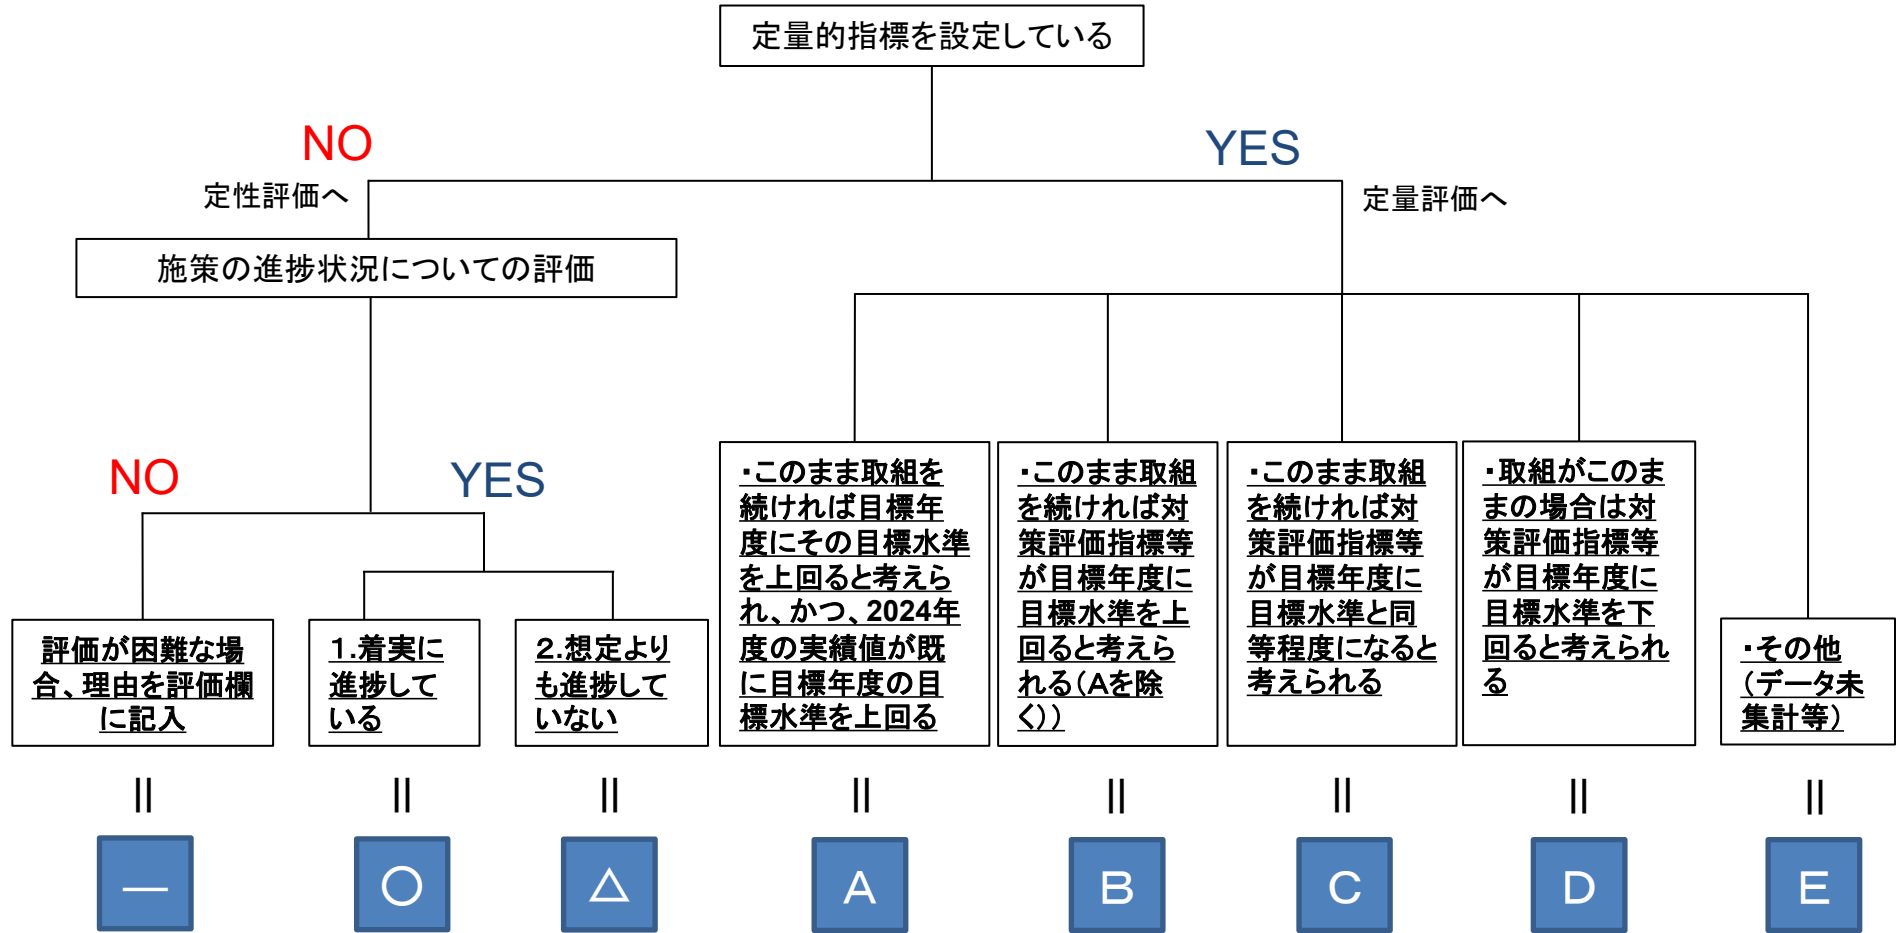 定量的指標を設定している
NO
YES
定性評価へ
定量評価へ
施策の進捗状況についての評価
NO
YES
評価が困難な場
合、理由を評価欄
に記入
1.着実に
進捗して
いる
2.想定より
も進捗して
いない
・このまま取組を
続ければ目標年
度にその目標水準
を上回ると考えら
れ、かつ、2024年
度の実績値が既
に目標年度の目
標水準を上回る
・このまま取組
を続ければ対
策評価指標等
が目標年度に
目標水準を上
回ると考えら
れる(Aを除
く))
・このまま取組
を続ければ対
策評価指標等
が目標年度に
目標水準と同
等程度になると
考えられる
・取組がこのま
まの場合は対
策評価指標等
が目標年度に
目標水準を下
回ると考えられ
る
・その他
(データ未
集計等)
||
||
||
||
||
||
||
||
―
○
△
A
B
C
D
E